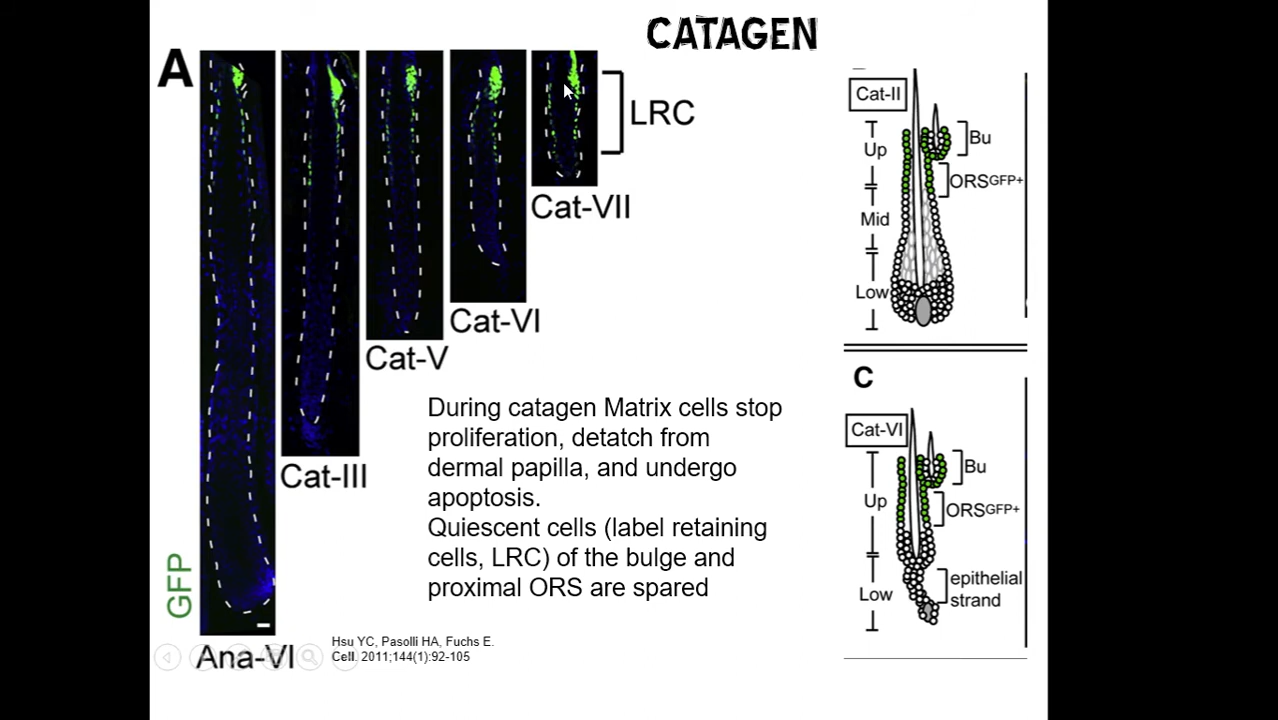 CATAGEN
A
LRC
Cat-VII
Cat-VI
Cat-V
Cat-III
GFP
Ana-VI
During catagen Matrix cells stop
proliferation, detatch from
dermal papilla, and undergo
apoptosis.
Quiescent cells (label retaining
cells, LRC) of the bulge and
proximal ORS are spared
Hsu YC, Pasolli HA, Fuchs E.
Cell. 2011;144(1):92-105
Cat-II
Up
Bu
ORSGFP+
Mid
Low
C
Cat-VI
Bu
Up
ORSGFP+
epithelial
strand
Low